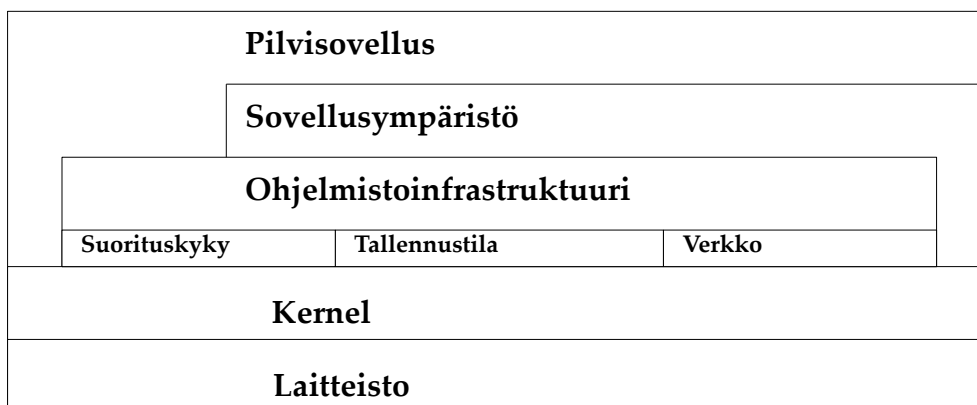 Pilvisovellus
Sovellusympäristö
Ohjelmistoinfrastruktuuri
Suorituskyky Tallennustila Verkko
Kernel
Laitteisto